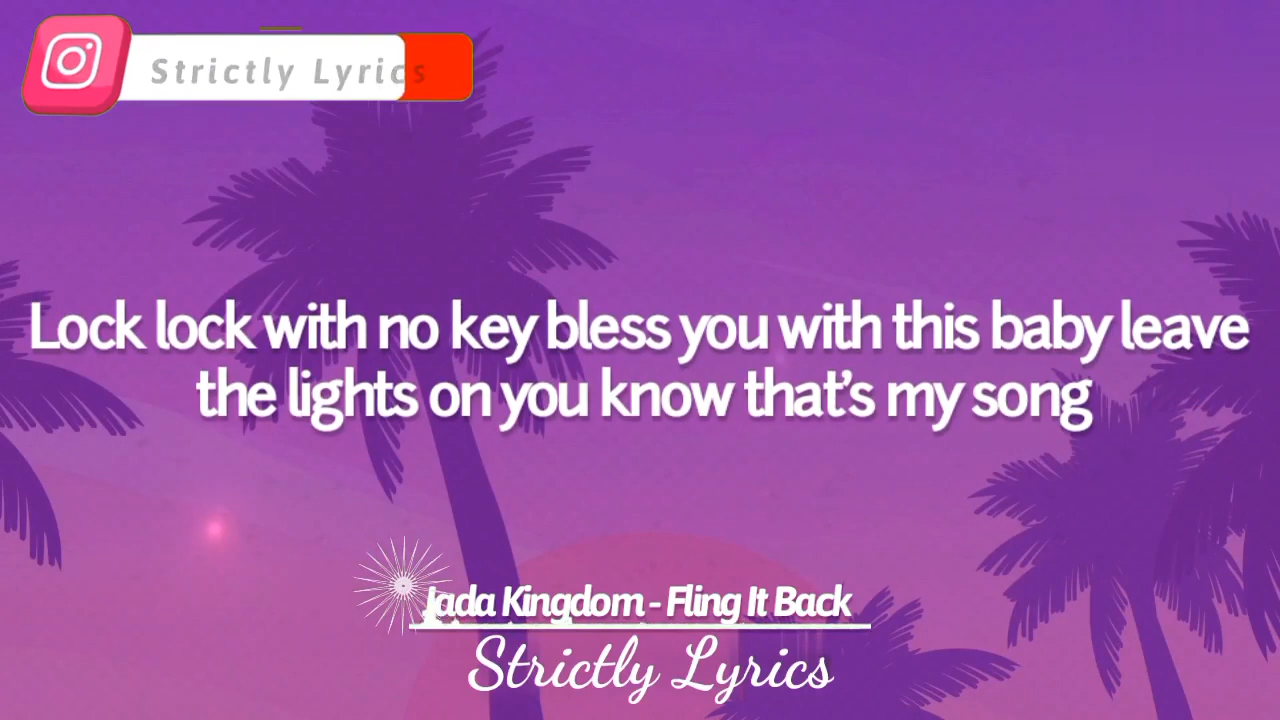 Strictly Lyrics
Lock lock with no key bless you with this baby leave
the lights on you know that's my song
Jada Kingdom - Fling It Back
Strictly Lyrics